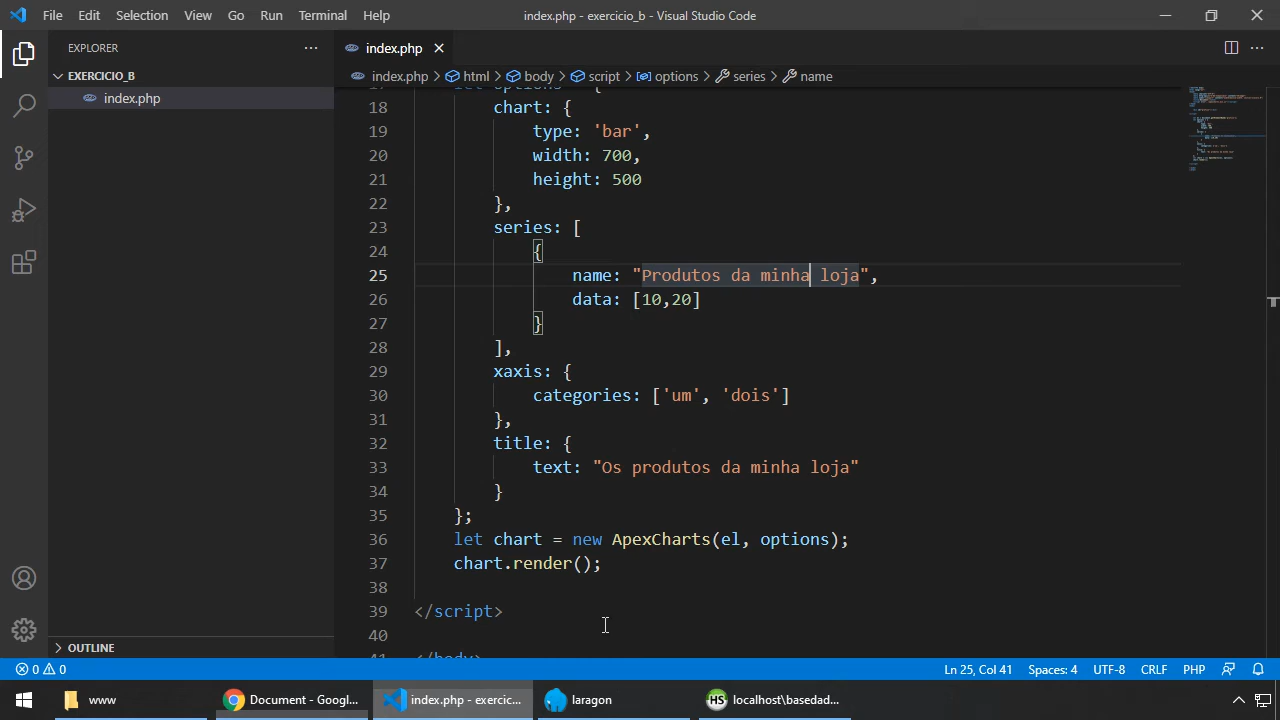 File Edit Selection View Go Run Terminal Help index.php - exercicio_b - Visual Studio Code
EXPLORER ···
index.php
EXERCICIO_B
index.php
index.php > html > body > script > options > series > name
18 chart: {
19 type: 'bar',
20 width: 700,
21 height: 500
22 },
23 series: [
24 {
25 name: "Produtos da minha loja",
26 data: [10,20]
27 }
28 ],
29 xaxis: {
30 categories: ['um', 'dois']
31 },
32 title: {
33 text: "Os produtos da minha loja"
34 }
35 };
36 let chart = new ApexCharts(el, options);
37 chart.render();
38
39 </script>
40
41 </body>
OUTLINE
0 0 Ln 25, Col 41 Spaces: 4 UTF-8 CRLF PHP
www Document - Googl... index.php - exercic... laragon HS localhost\basedad...